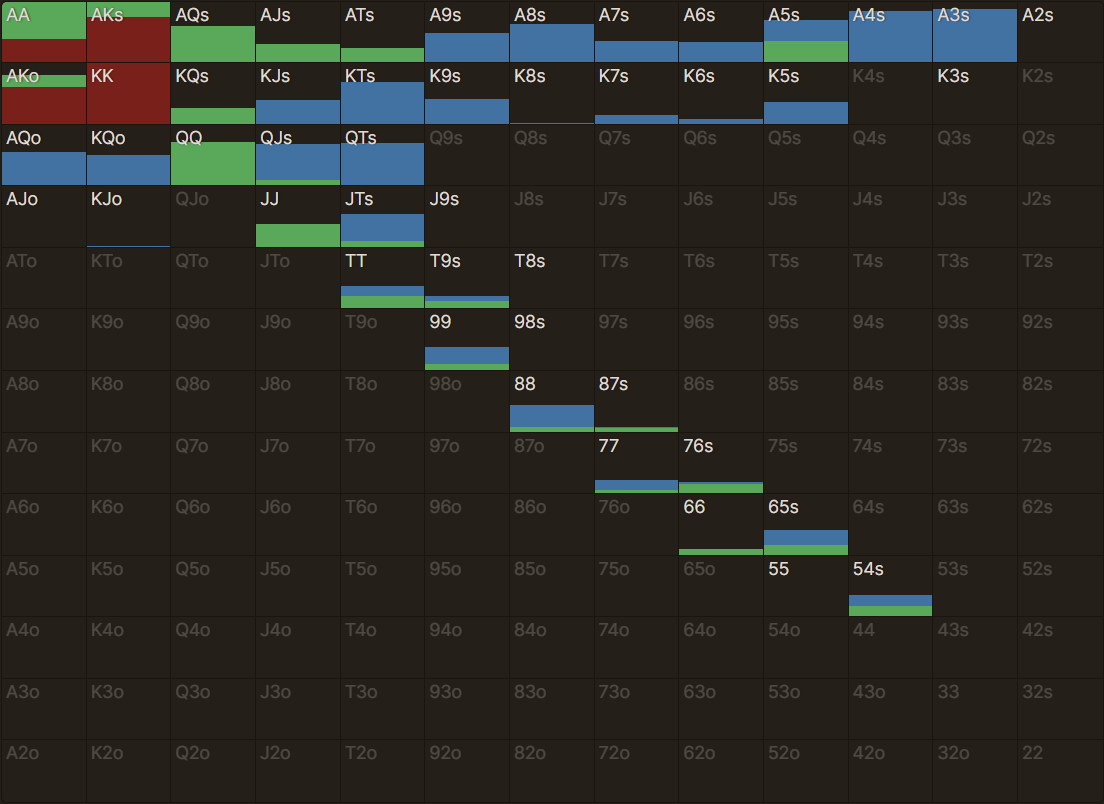 AA AKs AQs AJs ATs A9s A8s A7s A6s A5s A4s A3s A2s
AKo KK KQs KJs KTs K9s K8s K7s K6s K5s K4s K3s K2s
AQo KQo QQ QJs QTs Q9s Q8s Q7s Q6s Q5s Q4s Q3s Q2s
AJo KJo QJo JJ JTs J9s J8s J7s J6s J5s J4s J3s J2s
ATo KTo QTo JTo TT T9s T8s T7s T6s T5s T4s T3s T2s
A9o K9o Q9o J9o T9o 99 98s 97s 96s 95s 94s 93s 92s
A8o K8o Q8o J8o T8o 98o 88 87s 86s 85s 84s 83s 82s
A7o K7o Q7o J7o T7o 97o 87o 77 76s 75s 74s 73s 72s
A6o K6o Q6o J6o T6o 96o 86o 76o 66 65s 64s 63s 62s
A5o K5o Q5o J5o T5o 95o 85o 75o 65o 55 54s 53s 52s
A4o K4o Q4o J4o T4o 94o 84o 74o 64o 54o 44 43s 42s
A3o K3o Q3o J3o T3o 93o 83o 73o 63o 53o 43o 33 32s
A2o K2o Q2o J2o T2o 92o 82o 72o 62o 52o 42o 32o 22